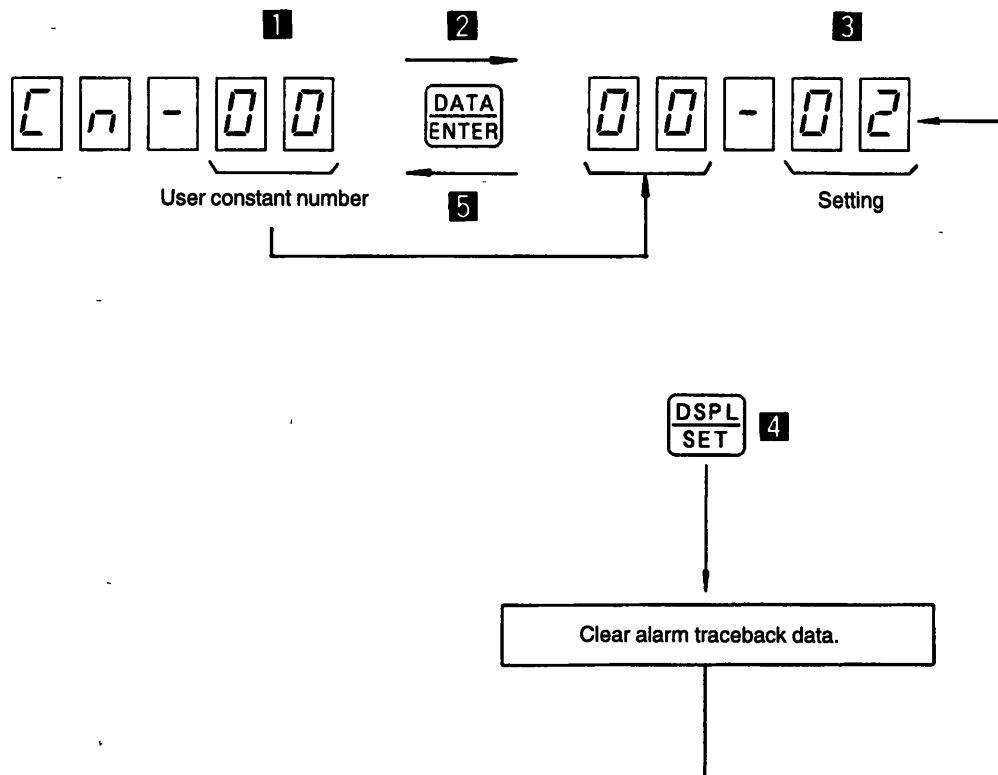 1 2 3
Cn-00 DATA 00-02
ENTER
User constant number 5 Setting
DSPL 4
SET
Clear alarm traceback data.